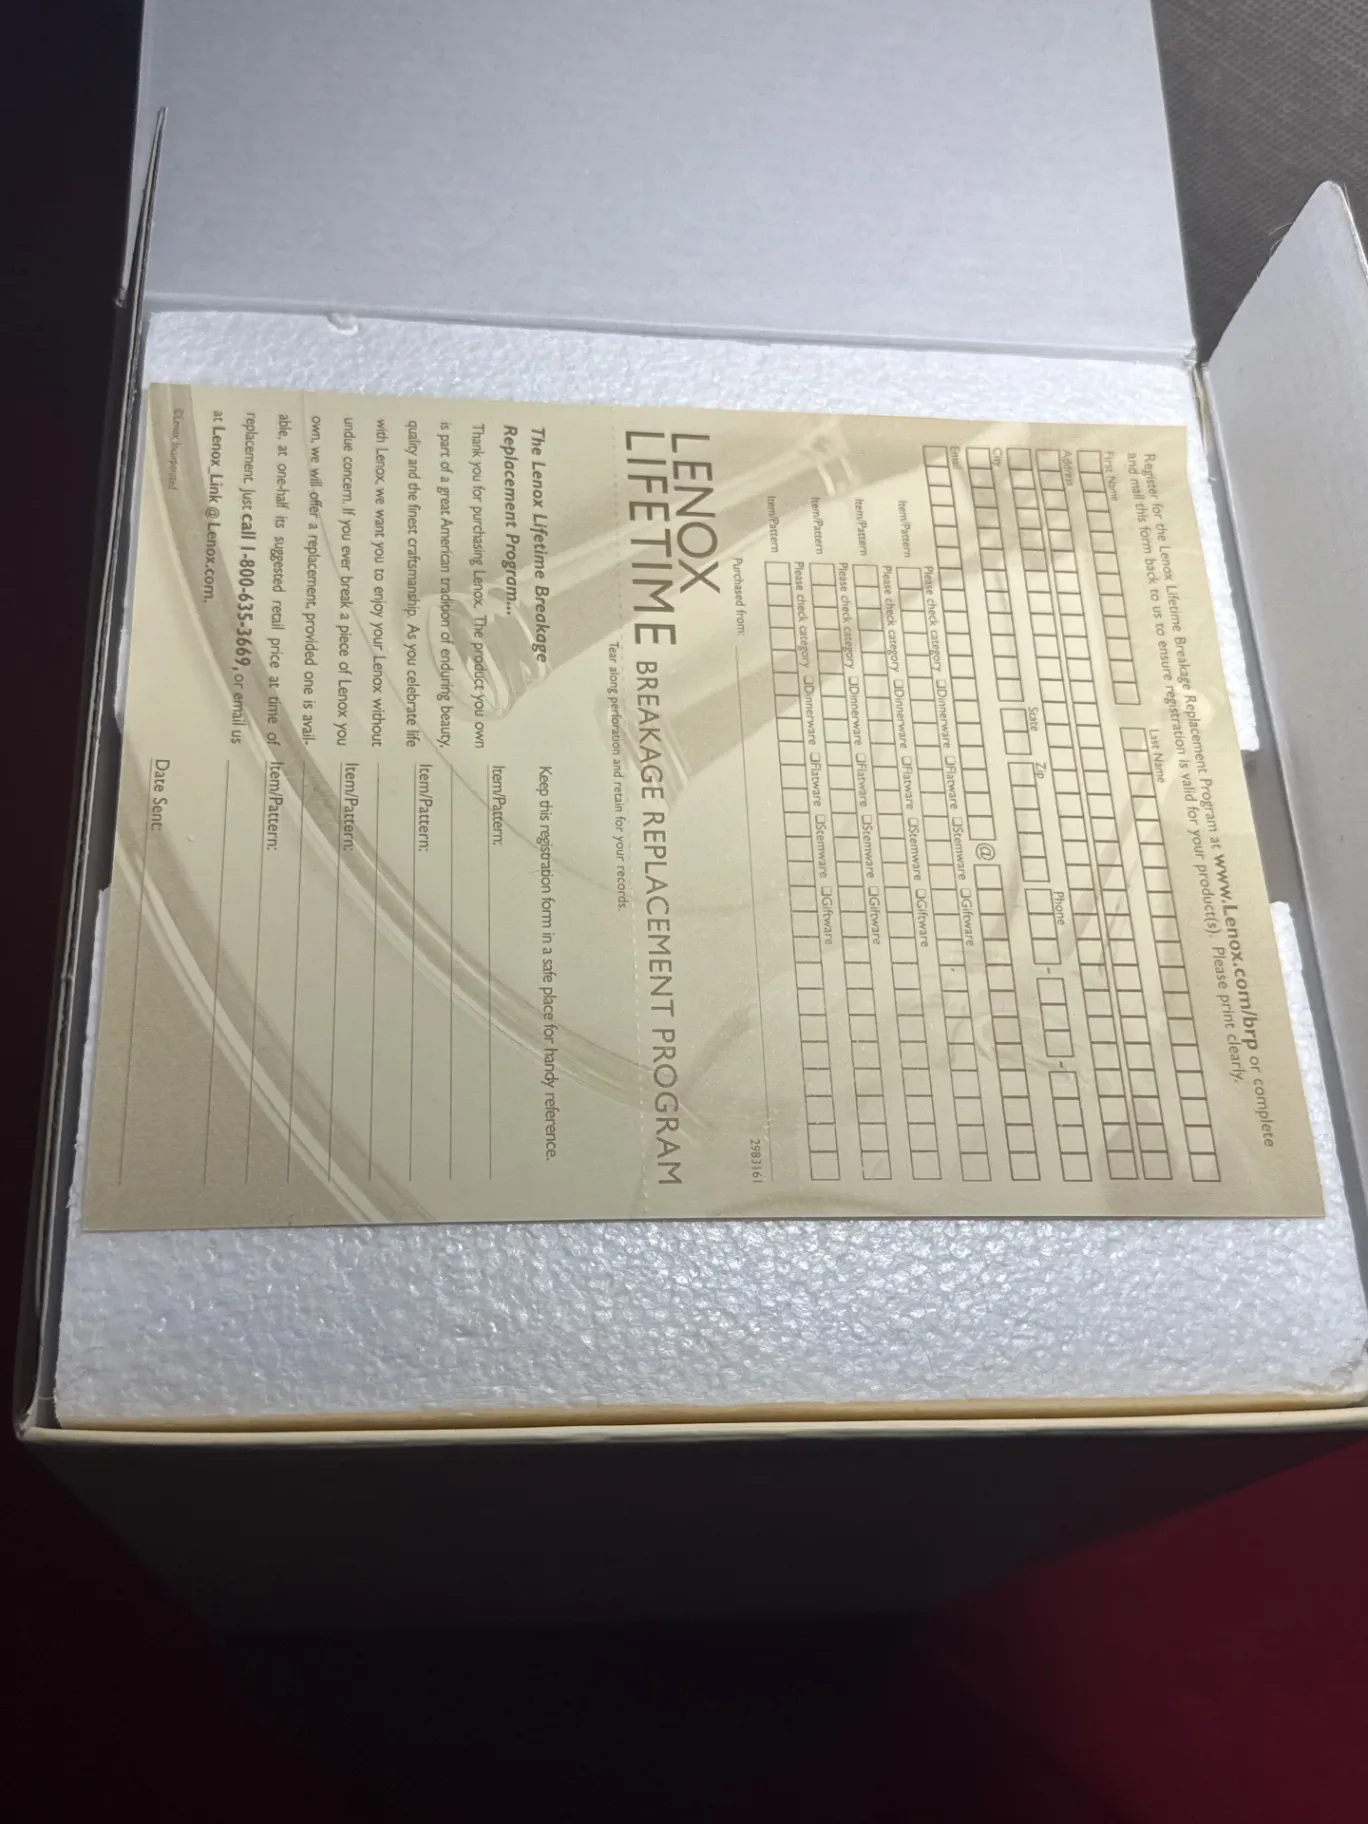 Register for the Lenox Lifetime Breakage Replacement Program at www.Lenox.com/brp or complete
and mail this form back to us to ensure registration is valid for your product(s). Please print clearly.
First Name Last Name
Address
City State Zip Phone - -
Email @ .
Please check category ❏Dinnerware ❏Flatware ❏Stemware ❏Giftware
Item/Pattern
Please check category ❏Dinnerware ❏Flatware ❏Stemware ❏Giftware
Item/Pattern
Please check category ❏Dinnerware ❏Flatware ❏Stemware ❏Giftware
Item/Pattern
Please check category ❏Dinnerware ❏Flatware ❏Stemware ❏Giftware
Item/Pattern
Purchased from: 2983161
LENOX
LIFETIME BREAKAGE REPLACEMENT PROGRAM
Tear along perforation and retain for your records.
The Lenox Lifetime Breakage
Replacement Program...
Thank you for purchasing Lenox. The product you own
is part of a great American tradition of enduring beauty,
quality and the finest craftsmanship. As you celebrate life
with Lenox, we want you to enjoy your Lenox without
undue concern. If you ever break a piece of Lenox you
own, we will offer a replacement, provided one is avail-
able, at one-half its suggested retail price at time of
replacement. Just call 1-800-635-3669, or email us
at Lenox_Link @ Lenox.com.
©Lenox Incorporated
Keep this registration form in a safe place for handy reference.
Item/Pattern:
Item/Pattern:
Item/Pattern:
Item/Pattern:
Date Sent: